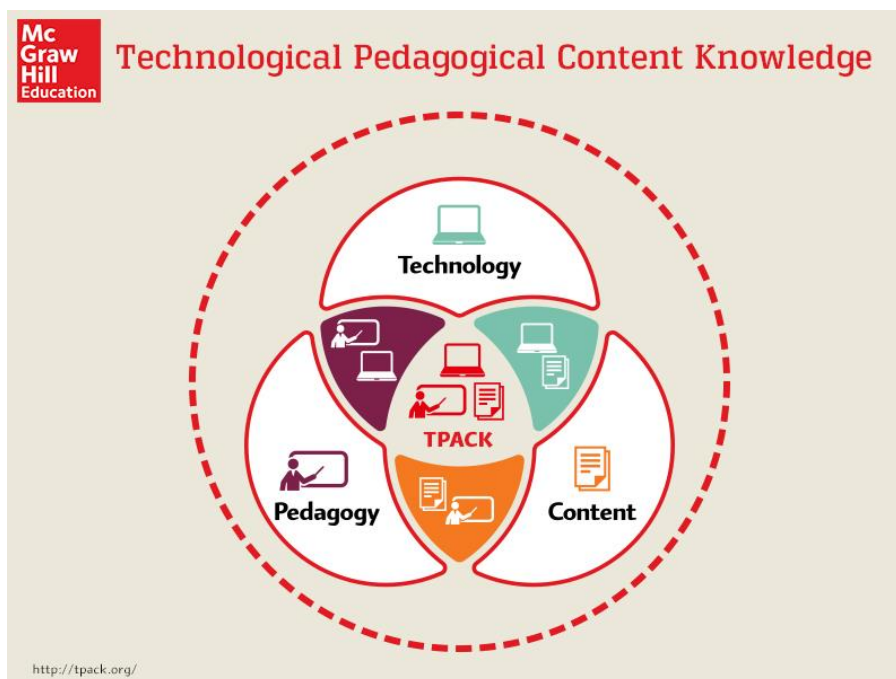 Mc
Graw
Hill
Education
Technological Pedagogical Content Knowledge
Technology
TPACK
Pedagogy
Content
http://tpack.org/